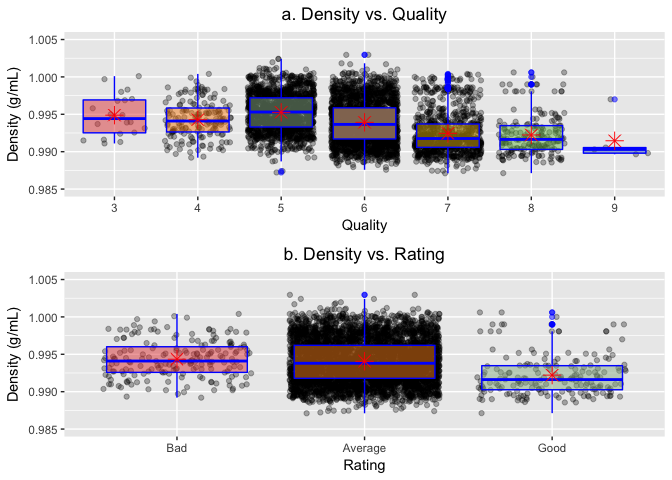 a. Density vs. Quality
1.005
1.000
0.995
0.990
0.985
Density (g/mL)
3 4 5 6 7 8 9
Quality
b. Density vs. Rating
1.005
1.000
0.995
0.990
0.985
Density (g/mL)
Bad Average Good
Rating